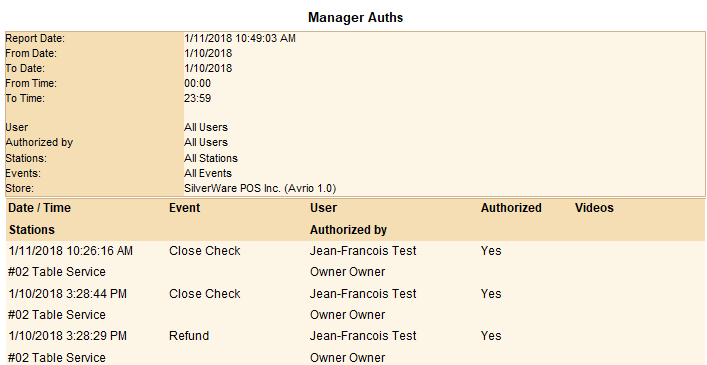 Manager Auths
Report Date: 1/11/2018 10:49:03 AM
From Date: 1/10/2018
To Date: 1/10/2018
From Time: 00:00
To Time: 23:59
User All Users
Authorized by All Users
Stations: All Stations
Events: All Events
Store: SilverWare POS Inc. (Avrio 1.0)
Date / Time Event User Authorized Videos
Stations Authorized by
1/11/2018 10:26:16 AM Close Check Jean-Francois Test Yes
#02 Table Service Owner Owner
1/10/2018 3:28:44 PM Close Check Jean-Francois Test Yes
#02 Table Service Owner Owner
1/10/2018 3:28:29 PM Refund Jean-Francois Test Yes
#02 Table Service Owner Owner